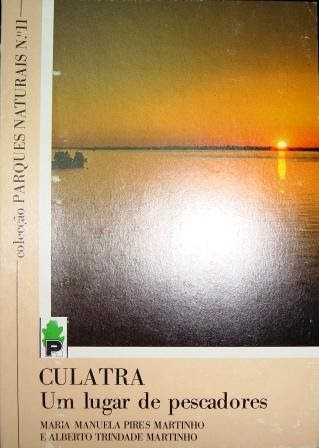 colecção PARQUES NATURAIS N.º 11
P
CULATRA
Um lugar de pescadores
MARIA MANUELA PIRES MARTINHO
E ALBERTO TRINDADE MARTINHO